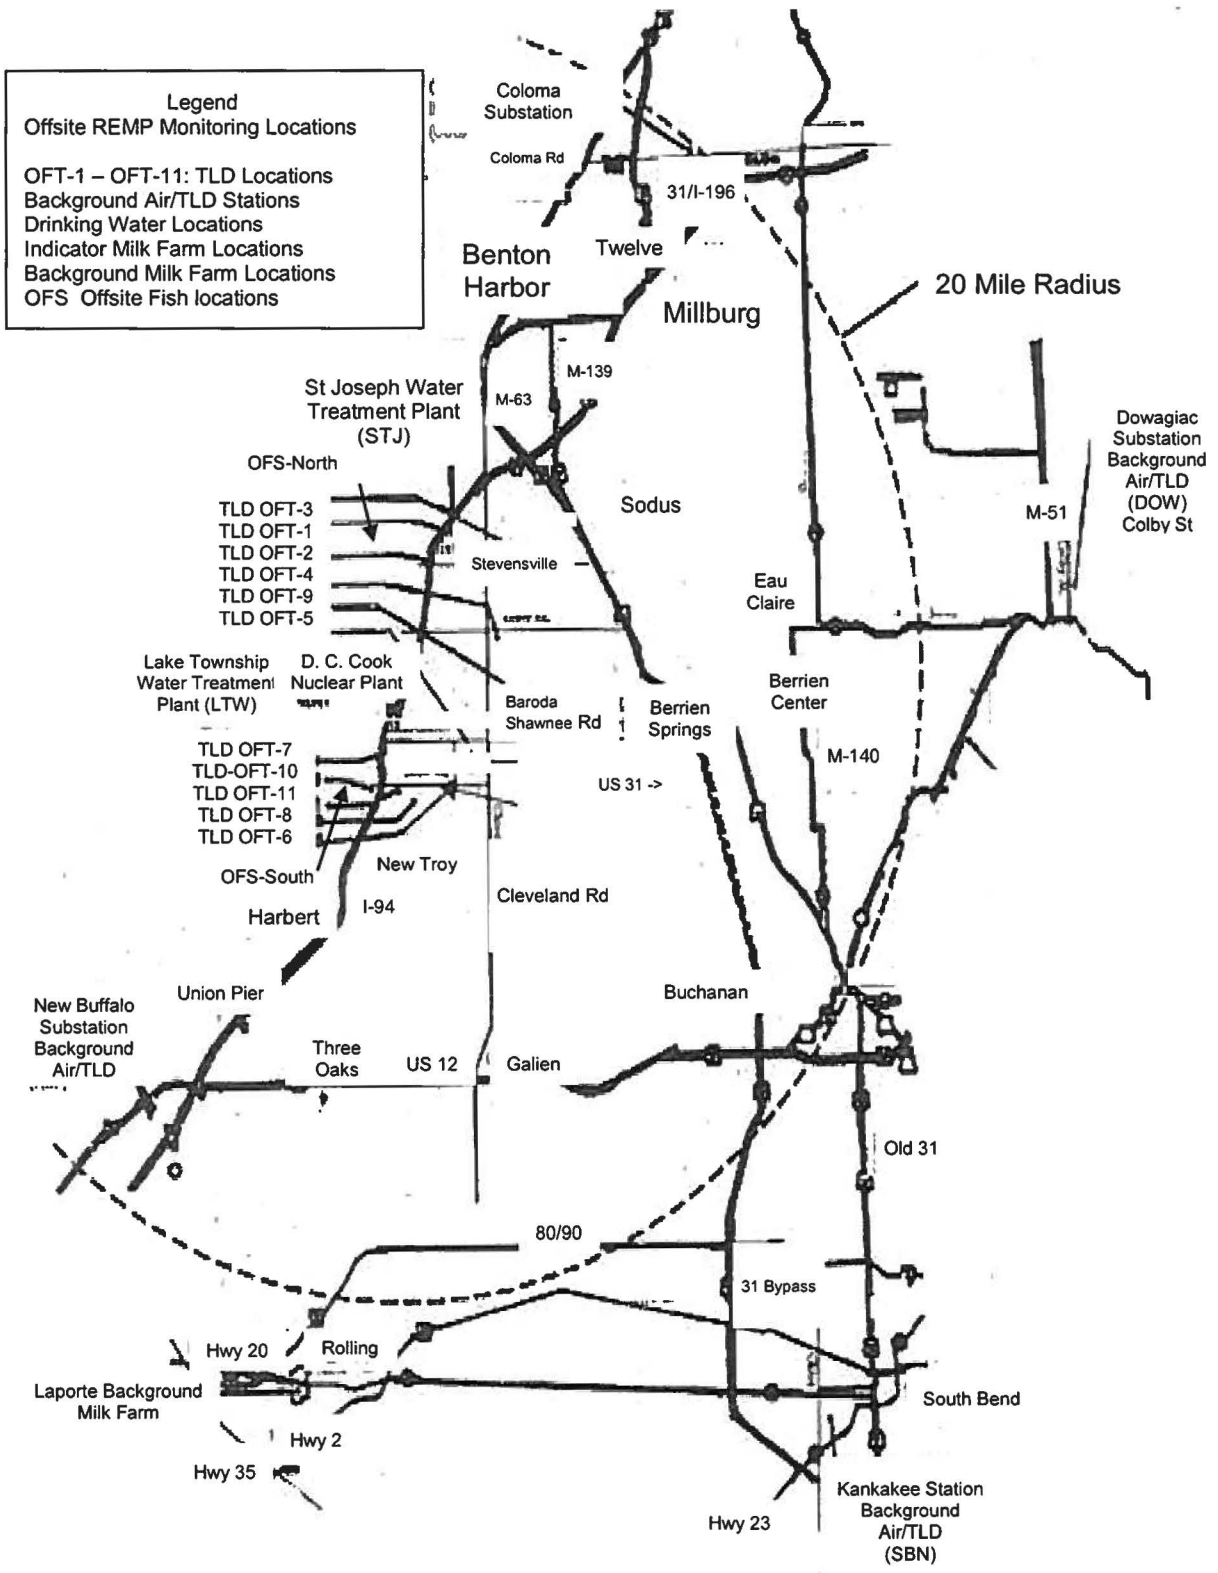 Legend
Offsite REMP Monitoring Locations
OFT-1 – OFT-11: TLD Locations
Background Air/TLD Stations
Drinking Water Locations
Indicator Milk Farm Locations
Background Milk Farm Locations
OFS  Offsite Fish locations
Coloma
Substation
Coloma Rd
31/I-196
Twelve
Benton
Harbor
Millburg
20 Mile Radius
M-139
M-63
St Joseph Water
Treatment Plant
(STJ)
OFS-North
TLD OFT-3
TLD OFT-1
TLD OFT-2
TLD OFT-4
TLD OFT-9
TLD OFT-5
Stevensville
Sodus
Dowagiac
Substation
Background
Air/TLD
(DOW)
Colby St
M-51
Eau
Claire
Lake Township
Water Treatment
Plant (LTW)
D. C. Cook
Nuclear Plant
Baroda
Shawnee Rd
Berrien
Springs
Berrien
Center
M-140
US 31 ->
TLD OFT-7
TLD-OFT-10
TLD OFT-11
TLD OFT-8
TLD OFT-6
OFS-South
New Troy
Harbert
I-94
Cleveland Rd
Union Pier
Buchanan
New Buffalo
Substation
Background
Air/TLD
Three
Oaks
US 12
Galien
Old 31
80/90
31 Bypass
Hwy 20
Rolling
Laporte Background
Milk Farm
Hwy 2
Hwy 35
South Bend
Kankakee Station
Background
Air/TLD
(SBN)
Hwy 23